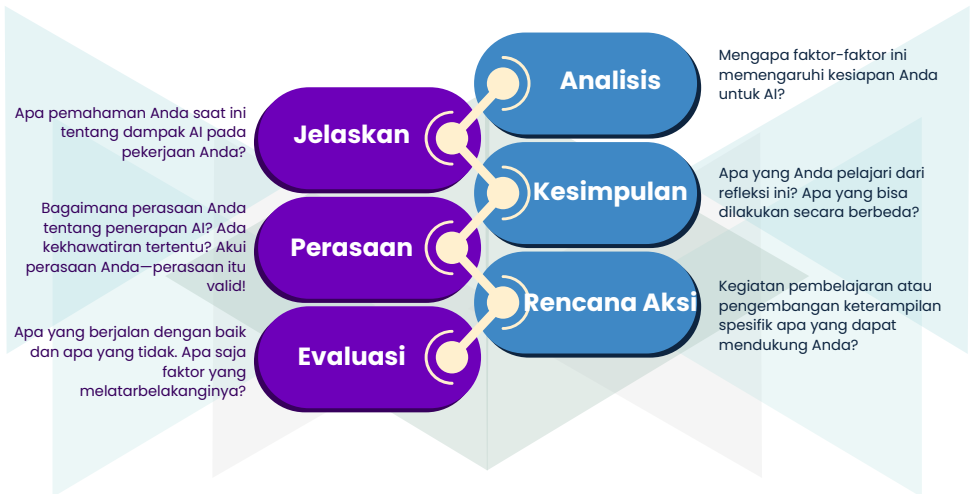 Jelaskan
Apa pemahaman Anda saat ini
tentang dampak AI pada
pekerjaan Anda?
Perasaan
Bagaimana perasaan Anda
tentang penerapan AI? Ada
kekhawatiran tertentu? Akui
perasaan Anda—perasaan itu
valid!
Evaluasi
Apa yang berjalan dengan baik
dan apa yang tidak. Apa saja
faktor yang
melatarbelakanginya?
Analisis
Mengapa faktor-faktor ini
memengaruhi kesiapan Anda
untuk AI?
Kesimpulan
Apa yang Anda pelajari dari
refleksi ini? Apa yang bisa
dilakukan secara berbeda?
Rencana Aksi
Kegiatan pembelajaran atau
pengembangan keterampilan
spesifik apa yang dapat
mendukung Anda?